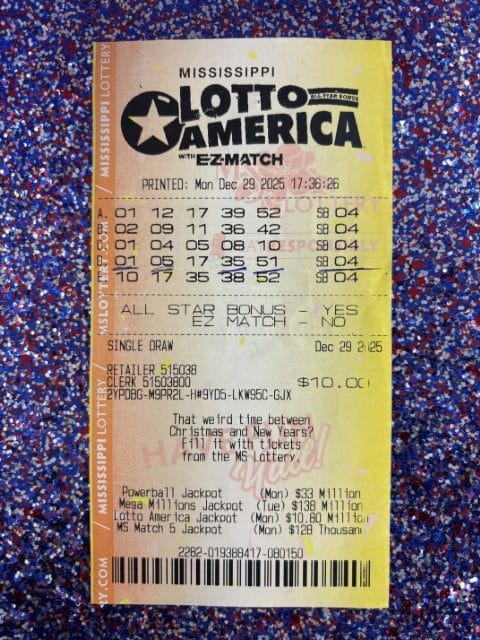 MISSISSIPPI
LOTTO
ALL STAR BONUS
AMERICA
WITH EZ-MATCH
PRINTED: Mon Dec 29 2025 17:36:26
A. 01 12 17 39 52 SB 04
B. 02 09 11 36 42 SB 04
C. 01 04 05 08 10 SB 04
D. 01 05 17 35 51 SB 04
10 17 35 38 52 SB 04
ALL STAR BONUS - YES
EZ MATCH - NO
SINGLE DRAW Dec 29 2025
RETAILER 515038
CLERK 51503800 $10.00
2YPDBG-M9PR2L-H#9YD5-LKW95C-GJX
That weird time between
Christmas and New Years?
Fill it with tickets
from the MS Lottery.
Powerball Jackpot (Mon) $33 Million
Mega Millions Jackpot (Tue) $138 Million
Lotto America Jackpot (Mon) $10.80 Million
MS Match 5 Jackpot (Mon) $128 Thousand
2282-019388417-080150
MISSISSIPPI LOTTERY
MSLOTTERY.COM
/ MISSISSIPPI LOTTERY /
Y.COM